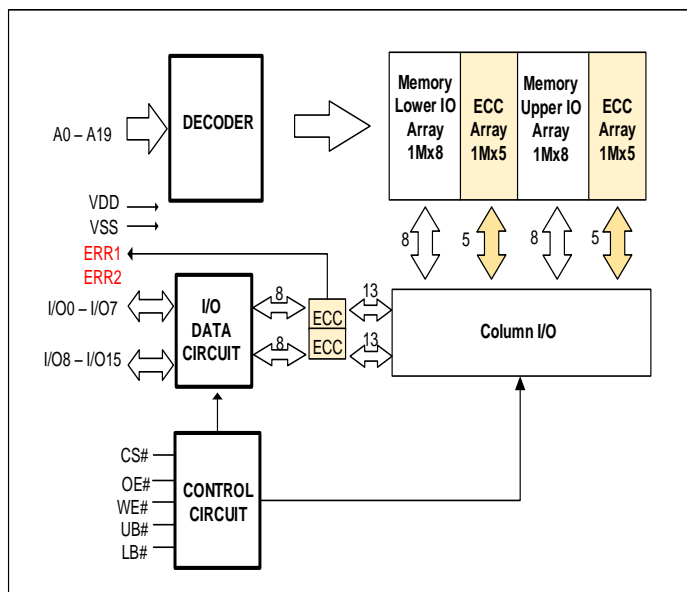 A0 – A19
DECODER
Memory
Lower IO
Array
1Mx8
ECC
Array
1Mx5
Memory
Upper IO
Array
1Mx8
ECC
Array
1Mx5
VDD
VSS
ERR1
ERR2
8
5
8
5
I/O0 – I/O7
I/O8 – I/O15
I/O
DATA
CIRCUIT
8
8
ECC
ECC
13
13
Column I/O
CS#
OE#
WE#
UB#
LB#
CONTROL
CIRCUIT